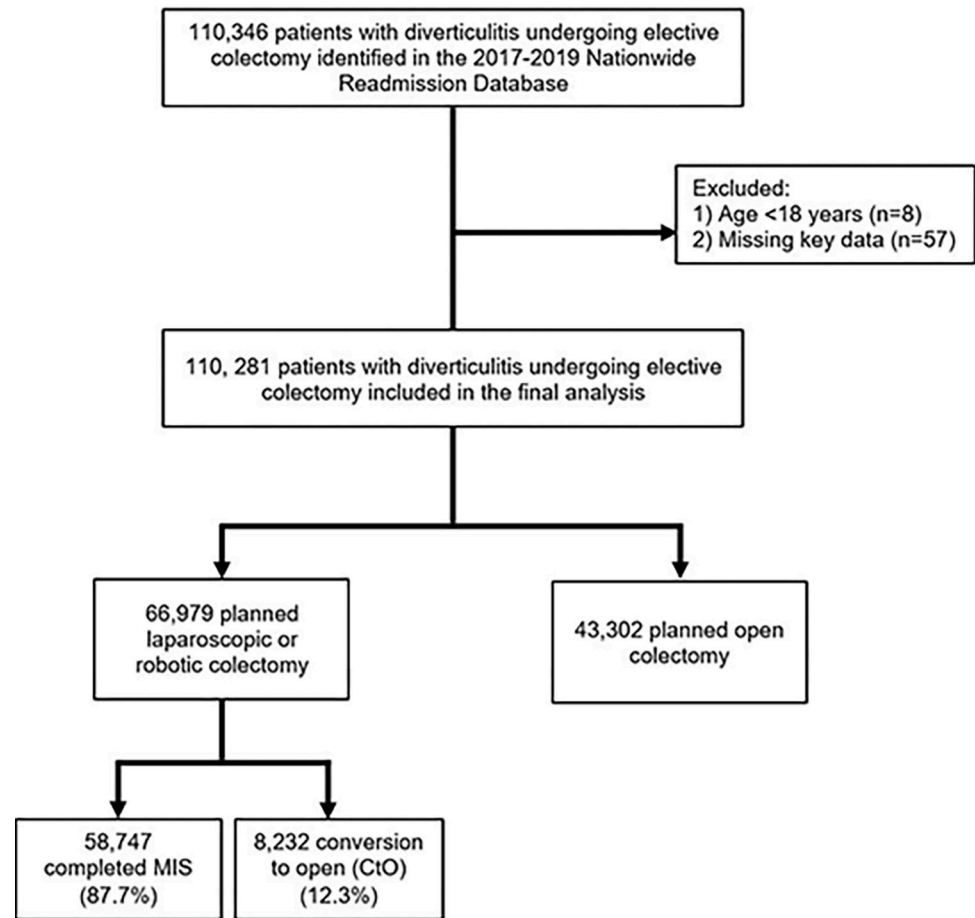 110,346 patients with diverticulitis undergoing elective
colectomy identified in the 2017-2019 Nationwide
Readmission Database
Excluded:
1) Age <18 years (n=8)
2) Missing key data (n=57)
110, 281 patients with diverticulitis undergoing elective
colectomy included in the final analysis
66,979 planned
laparoscopic or
robotic colectomy
43,302 planned open
colectomy
58,747
completed MIS
(87.7%)
8,232 conversion
to open (CtO)
(12.3%)